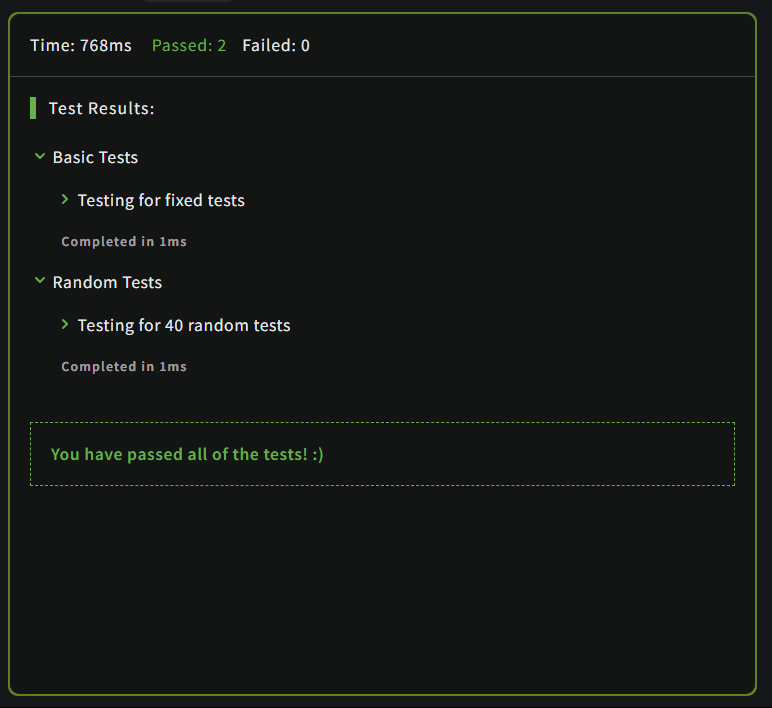 Time: 768ms Passed: 2 Failed: 0
Test Results:
Basic Tests
Testing for fixed tests
Completed in 1ms
Random Tests
Testing for 40 random tests
Completed in 1ms
You have passed all of the tests! :)